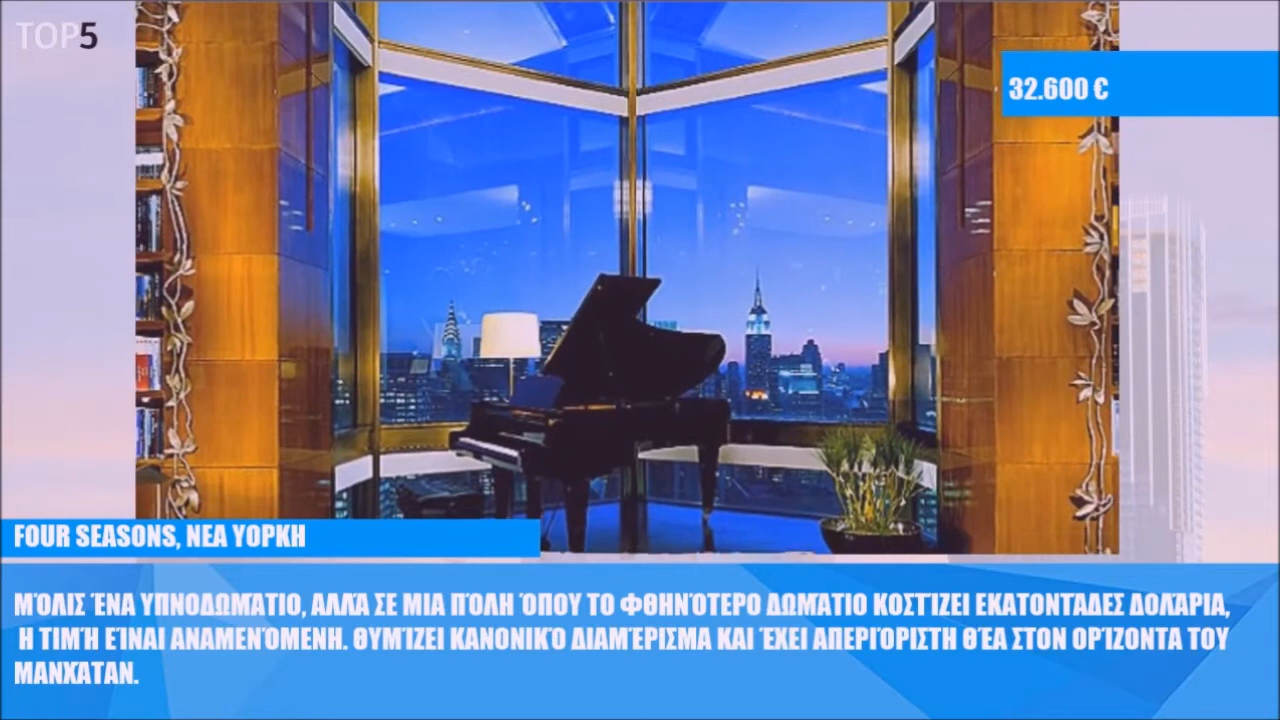 TOP5
32.600 €
FOUR SEASONS, ΝΕΑ ΥΟΡΚΗ
ΜΌΛΙΣ ΈΝΑ ΥΠΝΟΔΩΜΆΤΙΟ, ΑΛΛΆ ΣΕ ΜΙΑ ΠΌΛΗ ΌΠΟΥ ΤΟ ΦΘΗΝΌΤΕΡΟ ΔΩΜΆΤΙΟ ΚΟΣΤΊΖΕΙ ΕΚΑΤΟΝΤΆΔΕΣ ΔΟΛΆΡΙΑ,
Η ΤΙΜΉ ΕΊΝΑΙ ΑΝΑΜΕΝΌΜΕΝΗ. ΘΥΜΊΖΕΙ ΚΑΝΟΝΙΚΌ ΔΙΑΜΈΡΙΣΜΑ ΚΑΙ ΈΧΕΙ ΑΠΕΡΙΌΡΙΣΤΗ ΘΈΑ ΣΤΟΝ ΟΡΊΖΟΝΤΑ ΤΟΥ
ΜΑΝΧΑΤΑΝ.